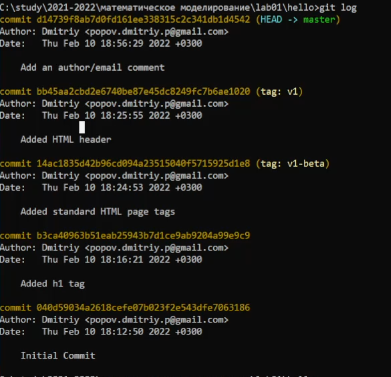 C:\study\2021-2022\математическое моделирование\lab01\hello>git log
commit d14739f8ab7d0fd161ee338315c2c341db1d4542 (HEAD -> master)
Author: Dmitriy <popov.dmitriy.p@gmail.com>
Date: Thu Feb 10 18:56:29 2022 +0300
Add an author/email comment
commit bb45aa2cbd2e6740be87e45dc8249fc7b6ae1020 (tag: v1)
Author: Dmitriy <popov.dmitriy.p@gmail.com>
Date: Thu Feb 10 18:25:55 2022 +0300
Added HTML header
commit 14ac1835d42b96cd094a23515040f5715925d1e8 (tag: v1-beta)
Author: Dmitriy <popov.dmitriy.p@gmail.com>
Date: Thu Feb 10 18:24:53 2022 +0300
Added standard HTML page tags
commit b3ca40963b51eab25943b7d1ce9ab9204a99e9c9
Author: Dmitriy <popov.dmitriy.p@gmail.com>
Date: Thu Feb 10 18:16:21 2022 +0300
Added h1 tag
commit 040d59034a2618cefe07b023f2e543dfe7063186
Author: Dmitriy <popov.dmitriy.p@gmail.com>
Date: Thu Feb 10 18:12:50 2022 +0300
Initial Commit